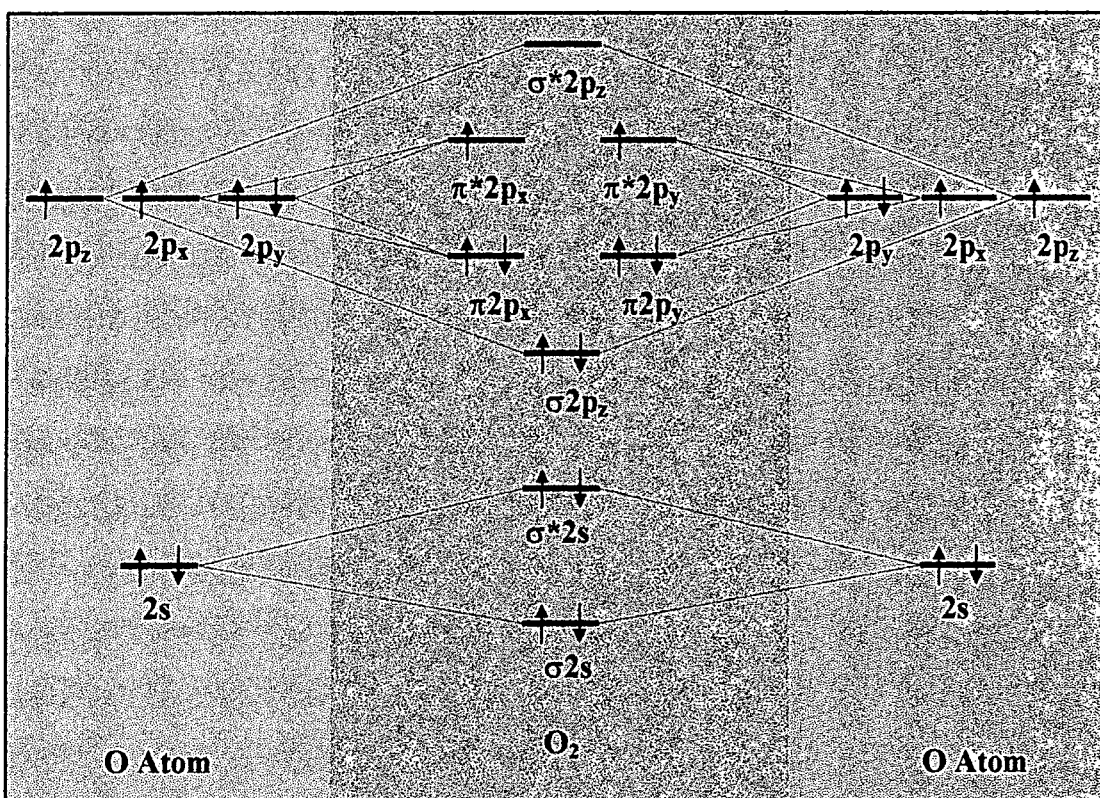 σ*2pz
π*2px π*2py
2pz 2px 2py 2py 2px 2pz
π2px π2py
σ2pz
σ*2s
2s 2s
σ2s
O Atom O₂ O Atom